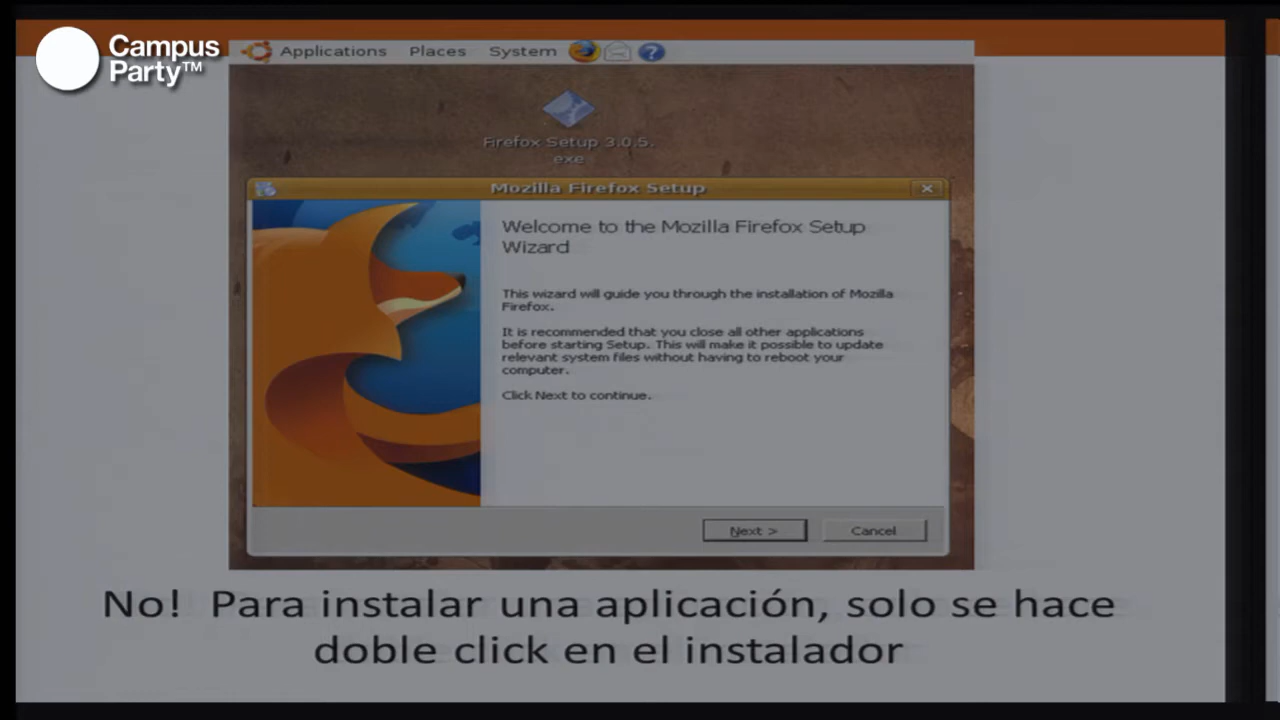 Campus
Party™
Applications Places System
Firefox Setup 3.0.5.
exe
Mozilla Firefox Setup
Welcome to the Mozilla Firefox Setup
Wizard
This wizard will guide you through the installation of Mozilla
Firefox.
It is recommended that you close all other applications
before starting Setup. This will make it possible to update
relevant system files without having to reboot your
computer.
Click Next to continue.
Next >
Cancel
No! Para instalar una aplicación, solo se hace
doble click en el instalador